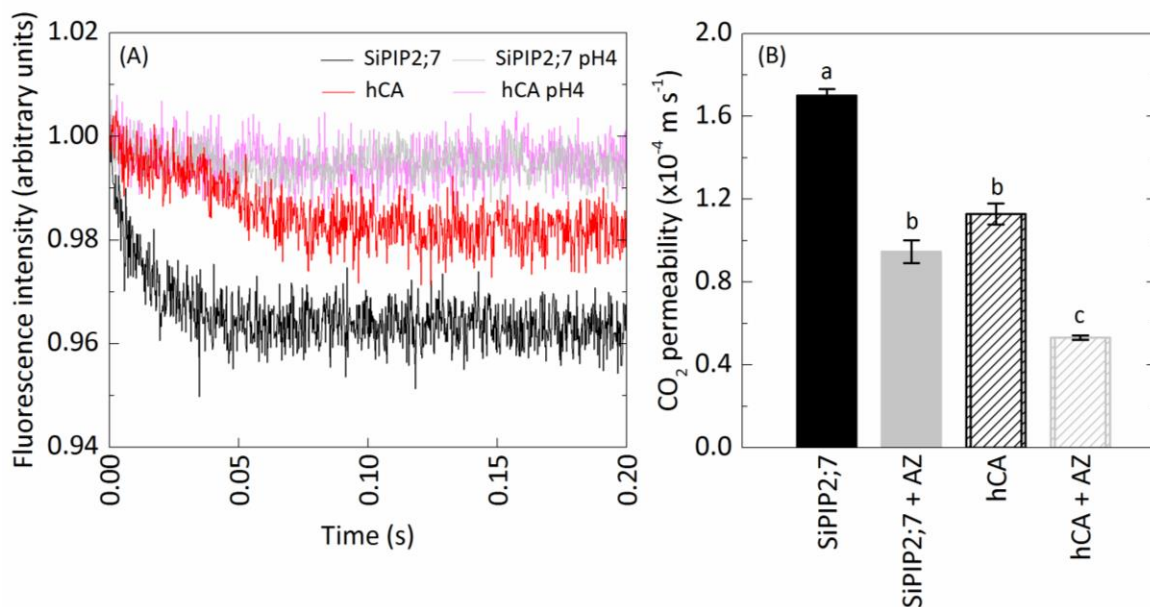 (A)
SiPIP2;7
SiPIP2;7 pH4
hCA
hCA pH4
Fluorescence intensity (arbitrary units)
1.02
1.00
0.98
0.96
0.94
0.00
0.05
0.10
0.15
0.20
Time (s)
(B)
CO₂ permeability (x10⁻⁴ m s⁻¹)
2.0
1.6
1.2
0.8
0.4
0.0
a
b
b
c
SiPIP2;7
SiPIP2;7 + AZ
hCA
hCA + AZ